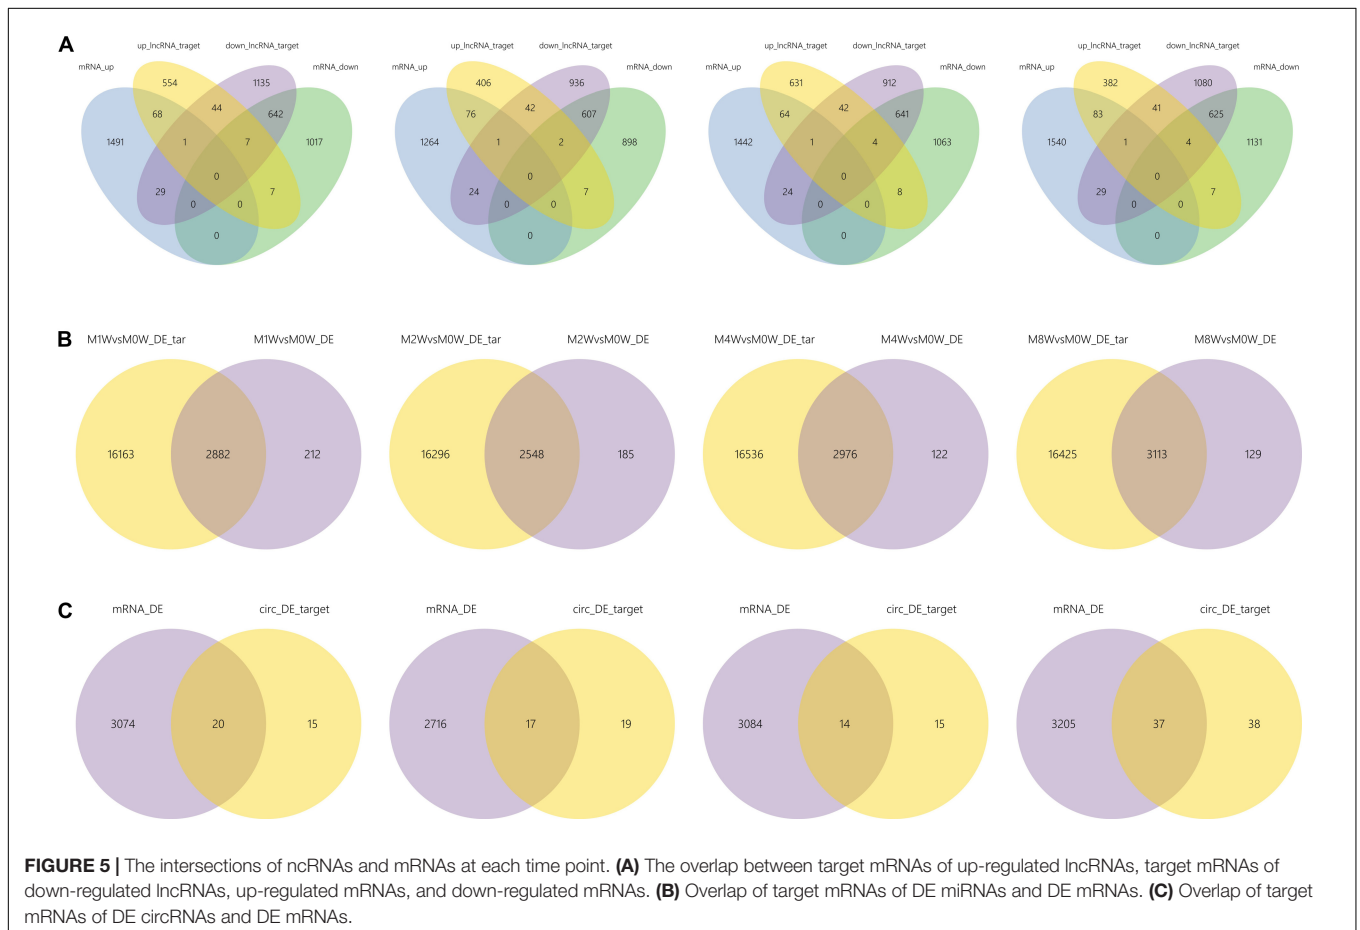 A
up_lncRNA_traget down_lncRNA_target up_lncRNA_traget down_lncRNA_target up_lncRNA_traget down_lncRNA_target up_lncRNA_traget down_lncRNA_target
mRNA_up mRNA_down mRNA_up mRNA_down mRNA_up mRNA_down mRNA_up mRNA_down
554 1135 406 936 631 912 382 1080
68 44 642 76 42 607 64 42 641 83 41 625
1491 1 7 1017 1264 1 2 898 1442 1 4 1063 1540 1 4 1131
0 0 0 0
29 7 24 7 24 8 29 7
0 0 0 0 0 0 0 0
0 0 0 0
B
M1WvsM0W_DE_tar M1WvsM0W_DE M2WvsM0W_DE_tar M2WvsM0W_DE M4WvsM0W_DE_tar M4WvsM0W_DE M8WvsM0W_DE_tar M8WvsM0W_DE
16163 2882 212 16296 2548 185 16536 2976 122 16425 3113 129
C
mRNA_DE circ_DE_target mRNA_DE circ_DE_target mRNA_DE circ_DE_target mRNA_DE circ_DE_target
3074 20 15 2716 17 19 3084 14 15 3205 37 38
FIGURE 5 | The intersections of ncRNAs and mRNAs at each time point. (A) The overlap between target mRNAs of up-regulated lncRNAs, target mRNAs of
down-regulated lncRNAs, up-regulated mRNAs, and down-regulated mRNAs. (B) Overlap of target mRNAs of DE miRNAs and DE mRNAs. (C) Overlap of target
mRNAs of DE circRNAs and DE mRNAs.